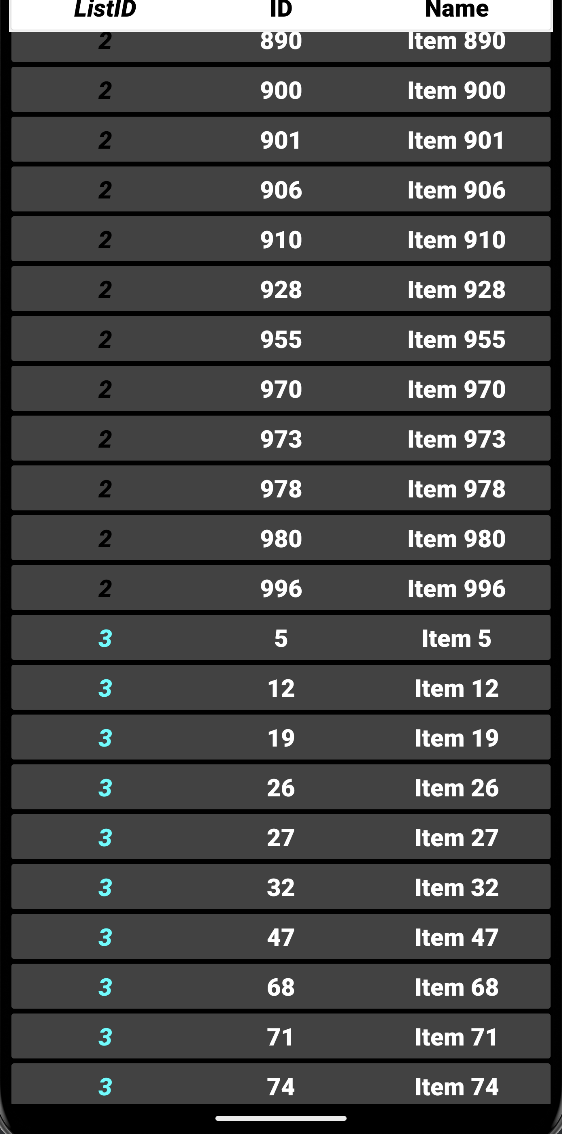 ListID ID Name
2 890 Item 890
2 900 Item 900
2 901 Item 901
2 906 Item 906
2 910 Item 910
2 928 Item 928
2 955 Item 955
2 970 Item 970
2 973 Item 973
2 978 Item 978
2 980 Item 980
2 996 Item 996
3 5 Item 5
3 12 Item 12
3 19 Item 19
3 26 Item 26
3 27 Item 27
3 32 Item 32
3 47 Item 47
3 68 Item 68
3 71 Item 71
3 74 Item 74